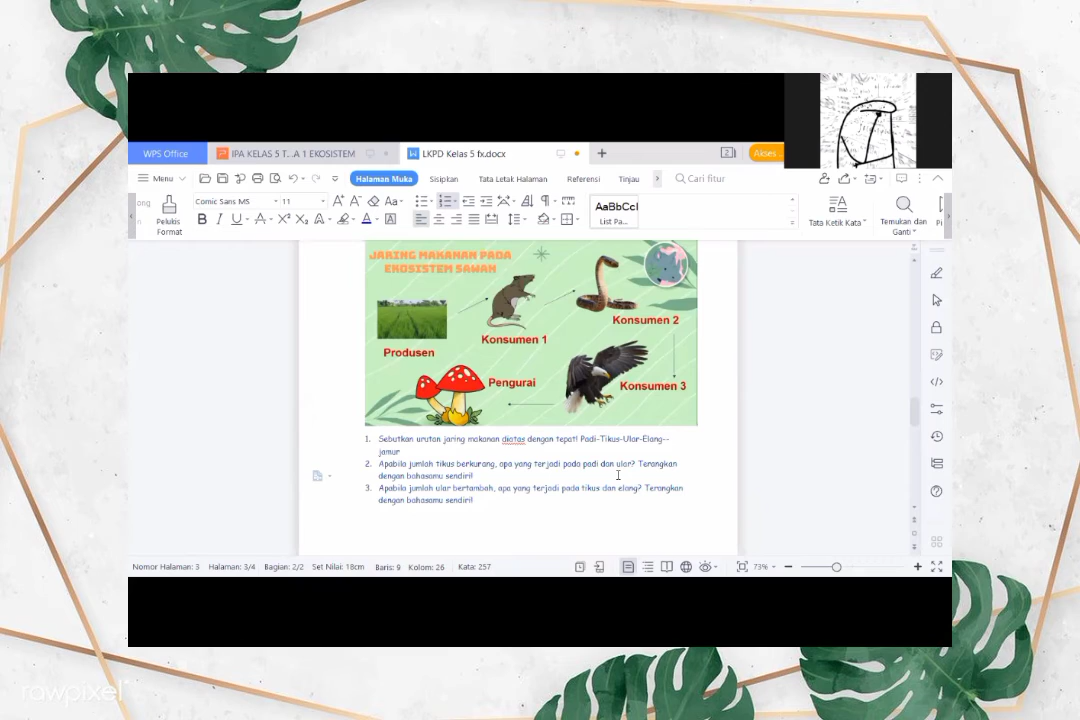 WPS Office
IPA KELAS 5 T...A 1 EKOSISTEM
LKPD Kelas 5 fx.docx
Akses
Menu
Halaman Muka
Sisipkan
Tata Letak Halaman
Referensi
Tinjau
Cari fitur
Pelukis
Format
Comic Sans MS
11
AaBbCcI
List Pa...
Tata Ketik Kata
Temukan dan
Ganti
JARING MAKANAN PADA
EKOSISTEM SAWAH
Produsen
Konsumen 1
Konsumen 2
Konsumen 3
Pengurai
1. Sebutkan urutan jaring makanan diatas dengan tepat! Padi-Tikus-Ular-Elang--
jamur
2. Apabila jumlah tikus berkurang, apa yang terjadi pada padi dan ular? Terangkan
dengan bahasamu sendiri!
3. Apabila jumlah ular bertambah, apa yang terjadi pada tikus dan elang? Terangkan
dengan bahasamu sendiri!
Nomor Halaman: 3 Halaman: 3/4 Bagian: 2/2 Set Nilai: 18cm Baris: 9 Kolom: 26 Kata: 257
73%
rawpixel